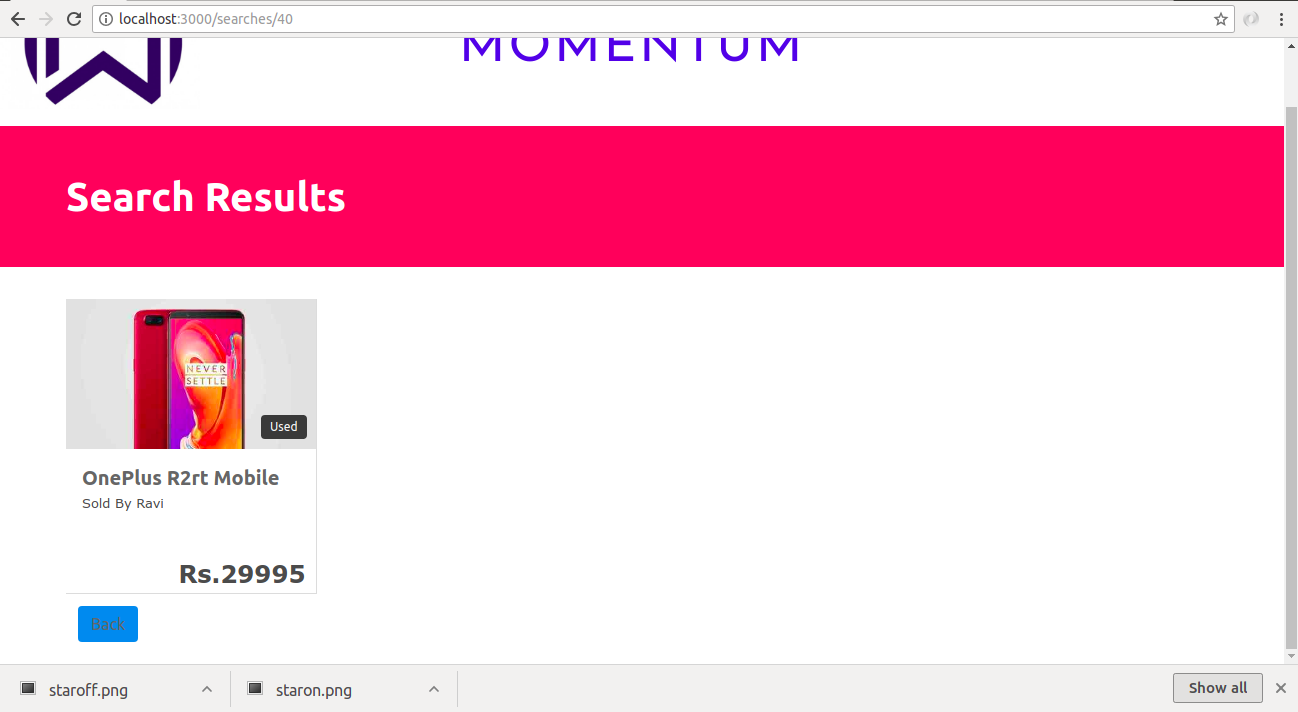 localhost:3000/searches/40
MOMENTUM
Search Results
NEVER
SETTLE
Used
OnePlus R2rt Mobile
Sold By Ravi
Rs.29995
Back
staroff.png
staron.png
Show all